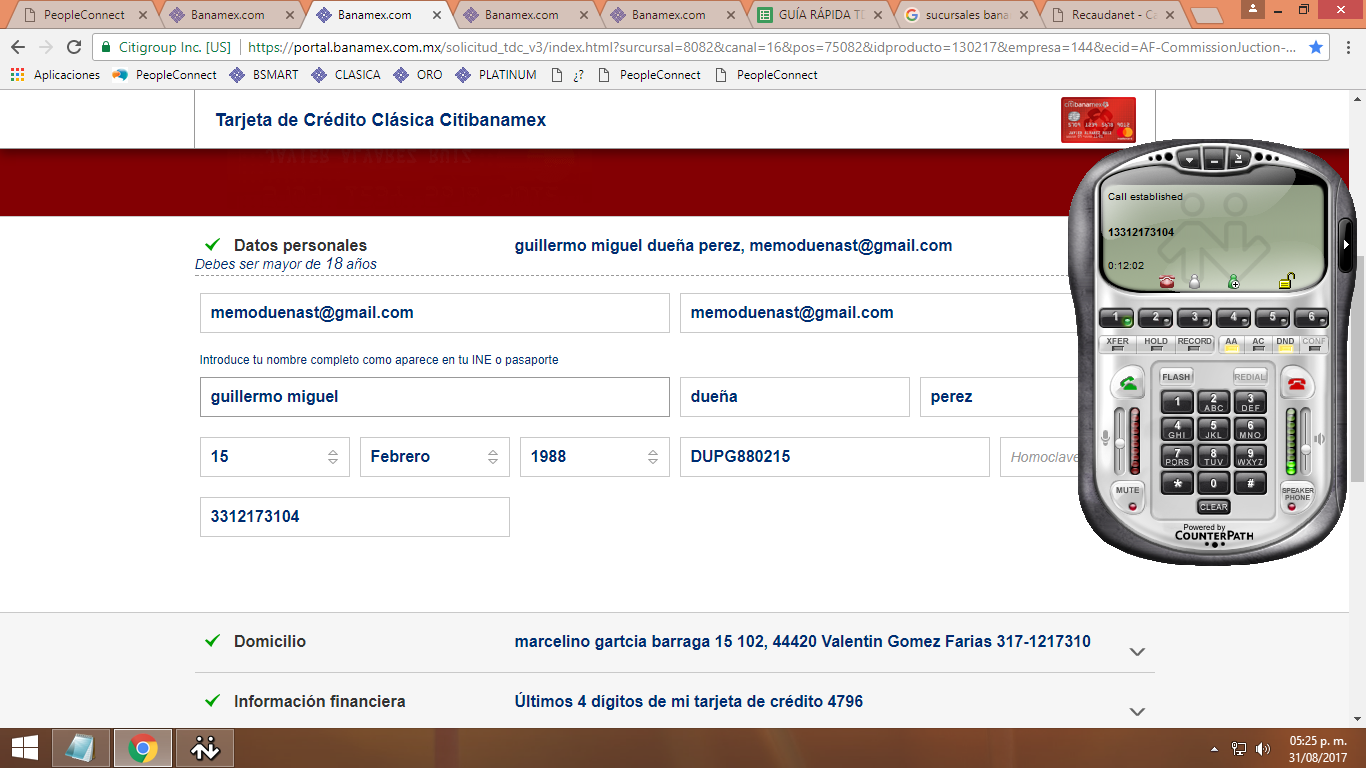 PeopleConnect
Banamex.com
Banamex.com
Banamex.com
Banamex.com
GUÍA RÁPIDA TD
sucursales bana
Recaudanet - Ca
Citigroup Inc. [US]
https://portal.banamex.com.mx/solicitud_tdc_v3/index.html?surcursal=8082&canal=16&pos=75082&idproducto=130217&empresa=144&ecid=AF-CommissionJuction-...
Aplicaciones PeopleConnect BSMART CLASICA ORO PLATINUM ¿? PeopleConnect PeopleConnect
Tarjeta de Crédito Clásica Citibanamex
citibanamex
Datos personales
guillermo miguel dueña perez, memoduenast@gmail.com
Debes ser mayor de 18 años
memoduenast@gmail.com
memoduenast@gmail.com
Introduce tu nombre completo como aparece en tu INE o pasaporte
guillermo miguel
dueña
perez
15
Febrero
1988
DUPG880215
Homoclave
3312173104
Domicilio
marcelino gartcia barraga 15 102, 44420 Valentin Gomez Farias 317-1217310
Información financiera
Últimos 4 dígitos de mi tarjeta de crédito 4796
Call established
13312173104
0:12:02
1 2 3 4 5 6
XFER HOLD RECORD AA AC DND CONF
FLASH REDIAL
1 2 ABC 3 DEF
4 GHI 5 JKL 6 MNO
7 PQRS 8 TUV 9 WXYZ
* 0 #
MUTE
SPEAKER PHONE
CLEAR
Powered by
COUNTERPATH
05:25 p. m.
31/08/2017